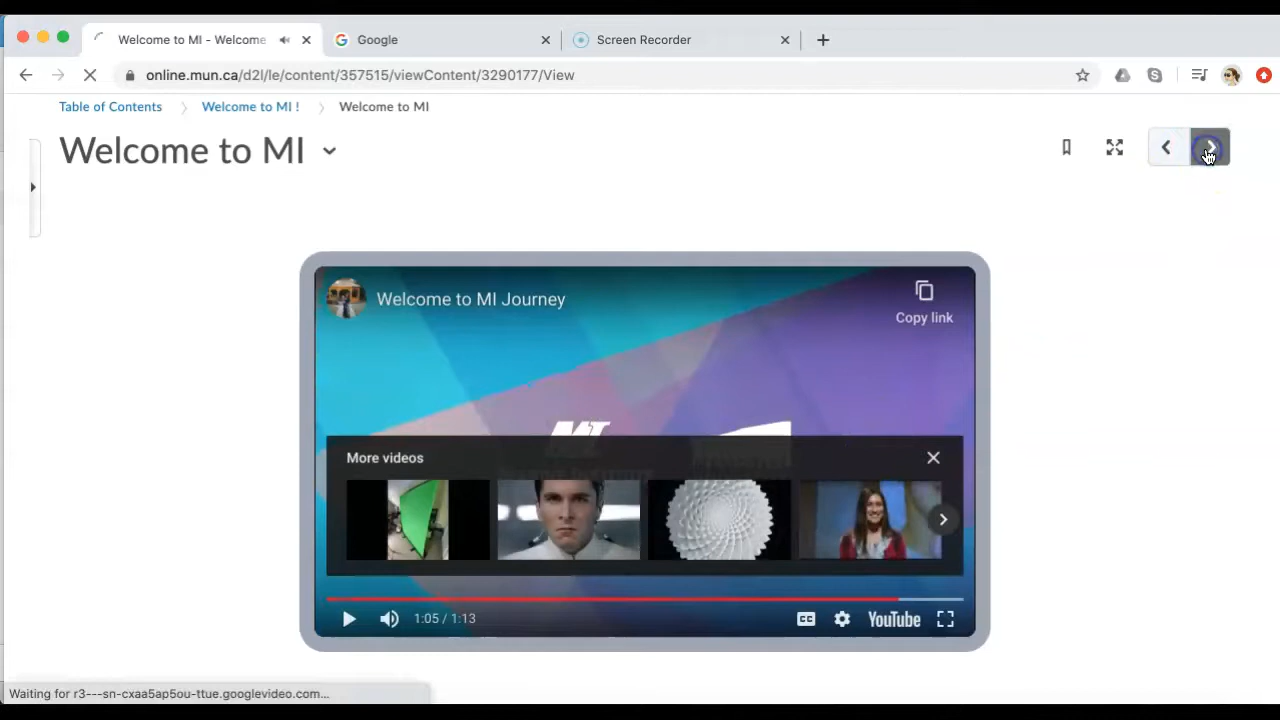 Welcome to MI - Welcome
Google
Screen Recorder
online.mun.ca/d2l/le/content/357515/viewContent/3290177/View
Table of Contents
Welcome to MI !
Welcome to MI
Welcome to MI
Welcome to MI Journey
Copy link
MI
More videos
1:05 / 1:13
CC
YouTube
Waiting for r3---sn-cxaa5ap5ou-ttue.googlevideo.com...